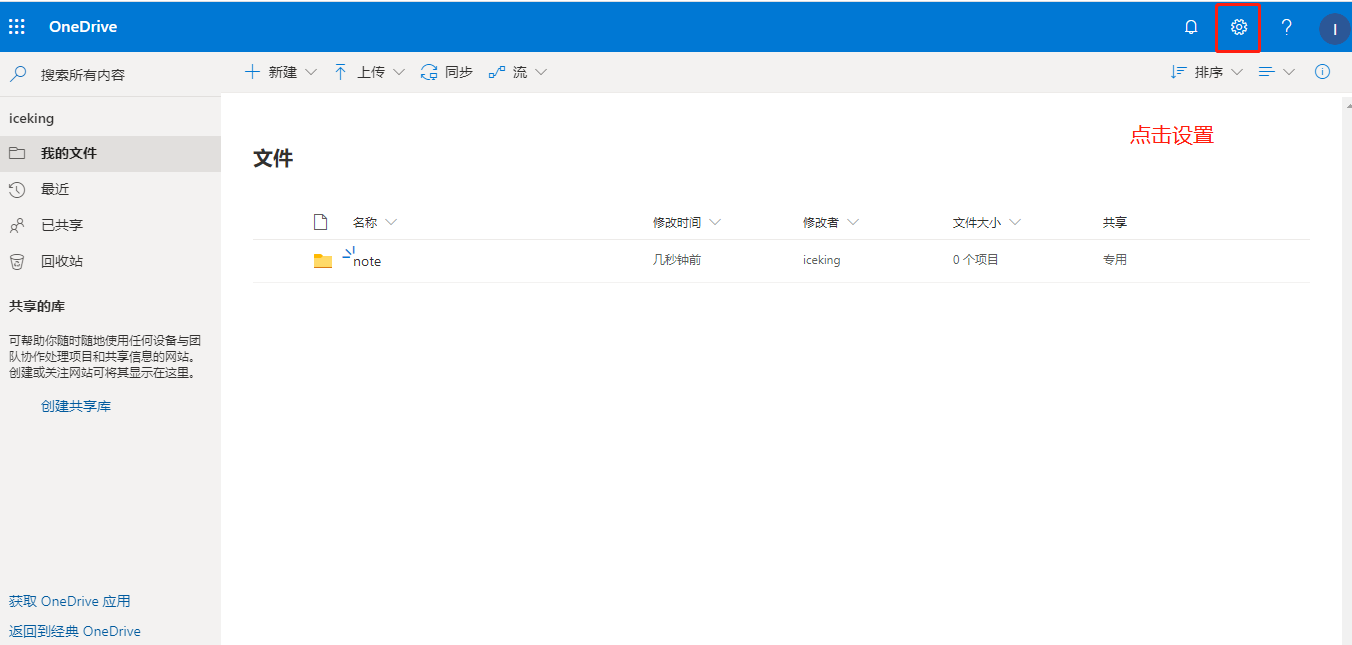 OneDrive
?
I
搜索所有内容
新建 上传 同步 流 排序
iceking
我的文件
最近
已共享
回收站
共享的库
可帮助你随时随地使用任何设备与团
队协作处理项目和共享信息的网站。
创建或关注网站可将其显示在这里。
创建共享库
获取 OneDrive 应用
返回到经典 OneDrive
点击设置
文件
名称 修改时间 修改者 文件大小 共享
note 几秒钟前 iceking 0 个项目 专用